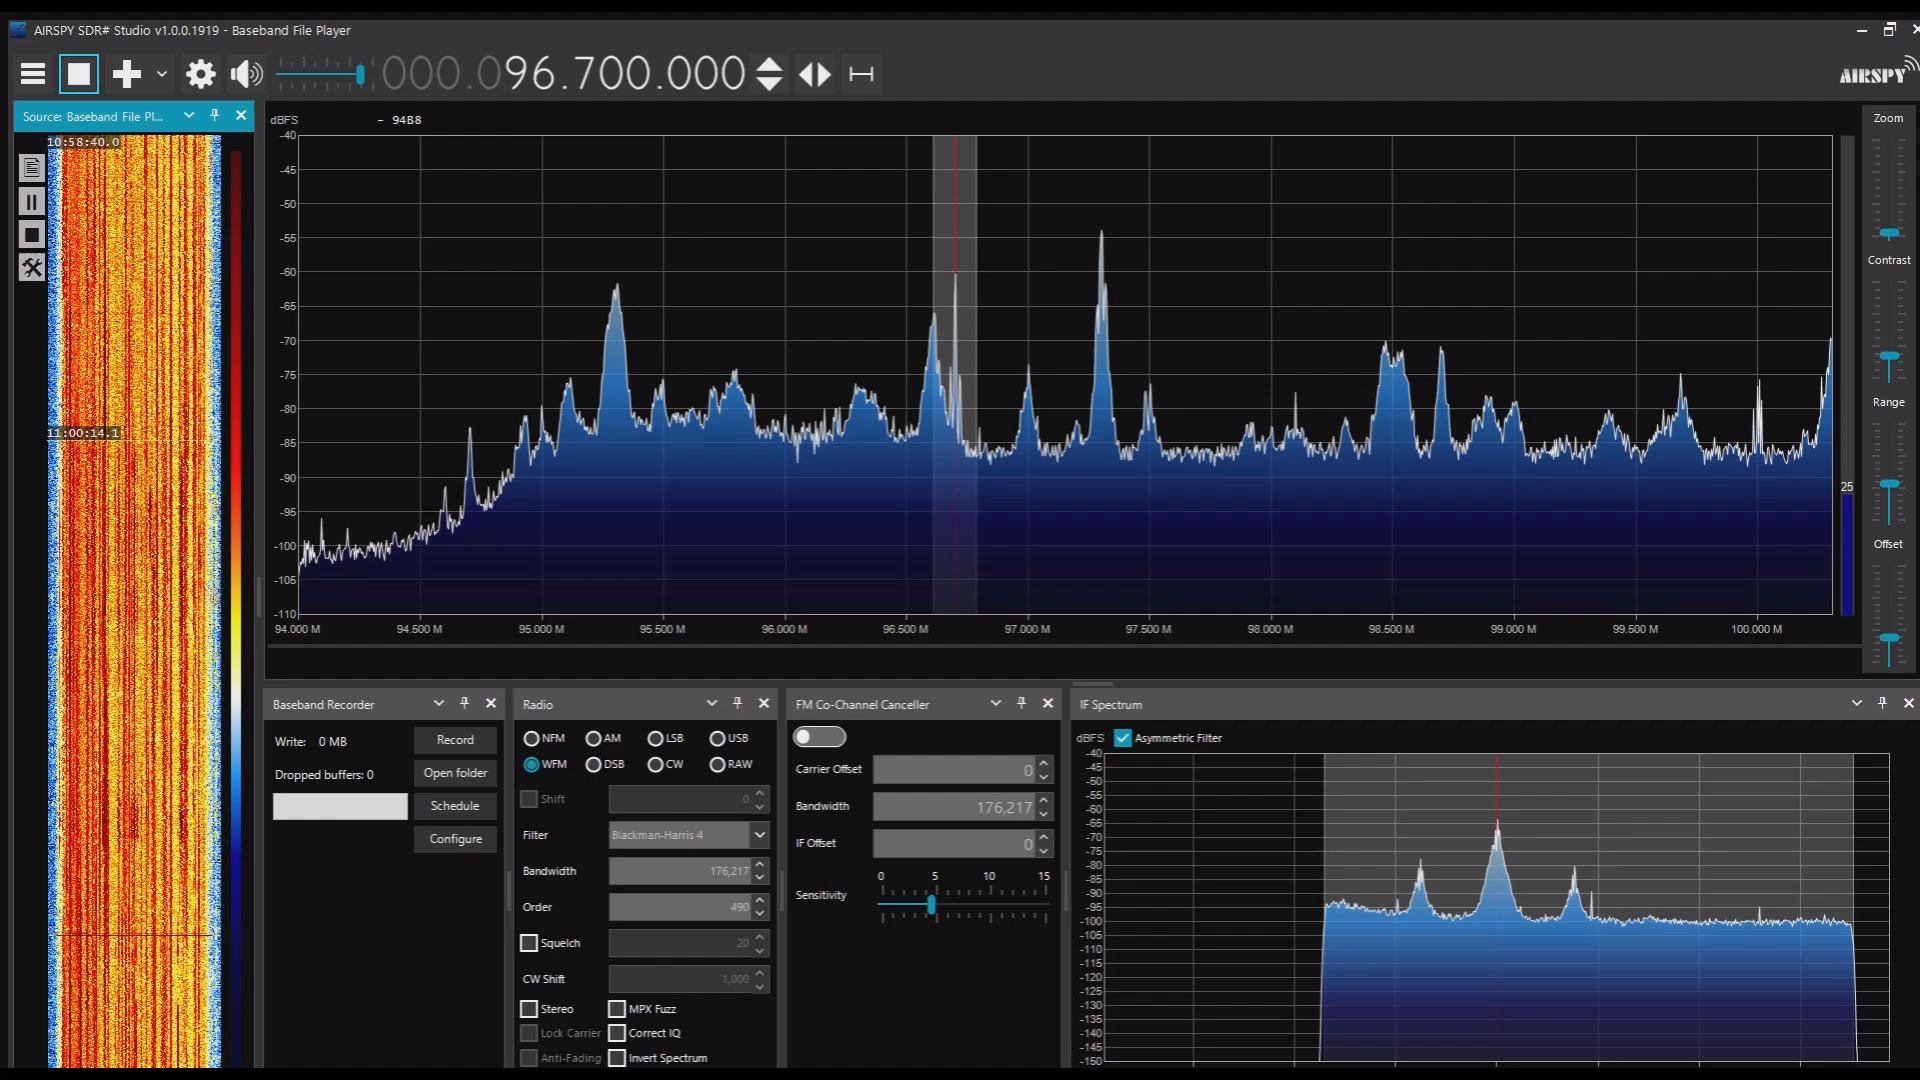 AIRSPY SDR# Studio v1.0.0.1919 - Baseband File Player
000.096.700.000
AIRSPY
Source: Baseband File Pl...
10:58:40.0
11:00:14.1
dBFS
- 94B8
-40
-45
-50
-55
-60
-65
-70
-75
-80
-85
-90
-95
-100
-105
-110
94.000 M 94.500 M 95.000 M 95.500 M 96.000 M 96.500 M 97.000 M 97.500 M 98.000 M 98.500 M 99.000 M 99.500 M 100.000 M
25
Zoom
Contrast
Range
Offset
Baseband Recorder
Write: 0 MB
Record
Dropped buffers: 0
Open folder
Schedule
Configure
Radio
NFM AM LSB USB
WFM DSB CW RAW
Shift 0
Filter Blackman-Harris 4
Bandwidth 176,217
Order 490
Squelch 20
CW Shift 1,000
Stereo MPX Fuzz
Lock Carrier Correct IQ
Anti-Fading Invert Spectrum
FM Co-Channel Canceller
Carrier Offset 0
Bandwidth 176,217
IF Offset 0
0 5 10 15
Sensitivity
IF Spectrum
dBFS Asymmetric Filter
-40
-45
-50
-55
-60
-65
-70
-75
-80
-85
-90
-95
-100
-105
-110
-115
-120
-125
-130
-135
-140
-145
-150